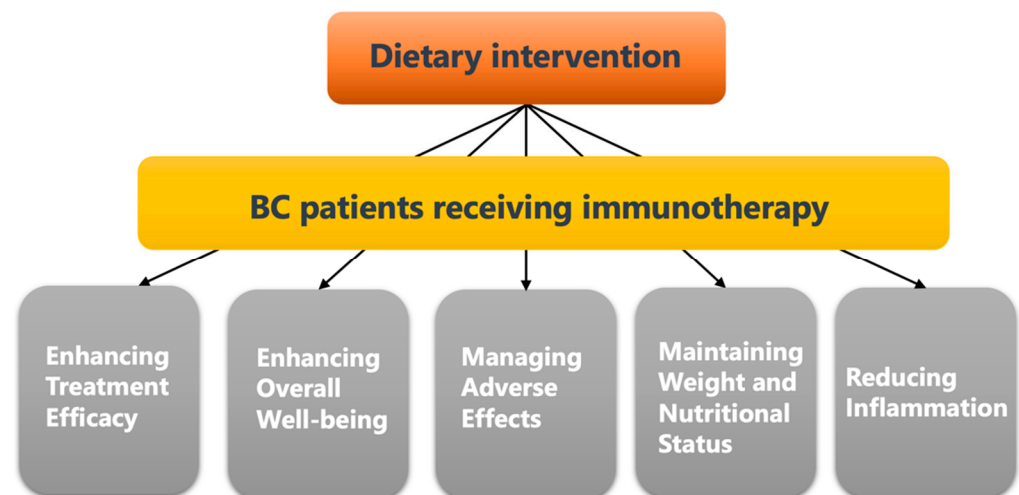 Dietary intervention
BC patients receiving immunotherapy
Enhancing
Treatment
Efficacy
Enhancing
Overall
Well-being
Managing
Adverse
Effects
Maintaining
Weight and
Nutritional
Status
Reducing
Inflammation